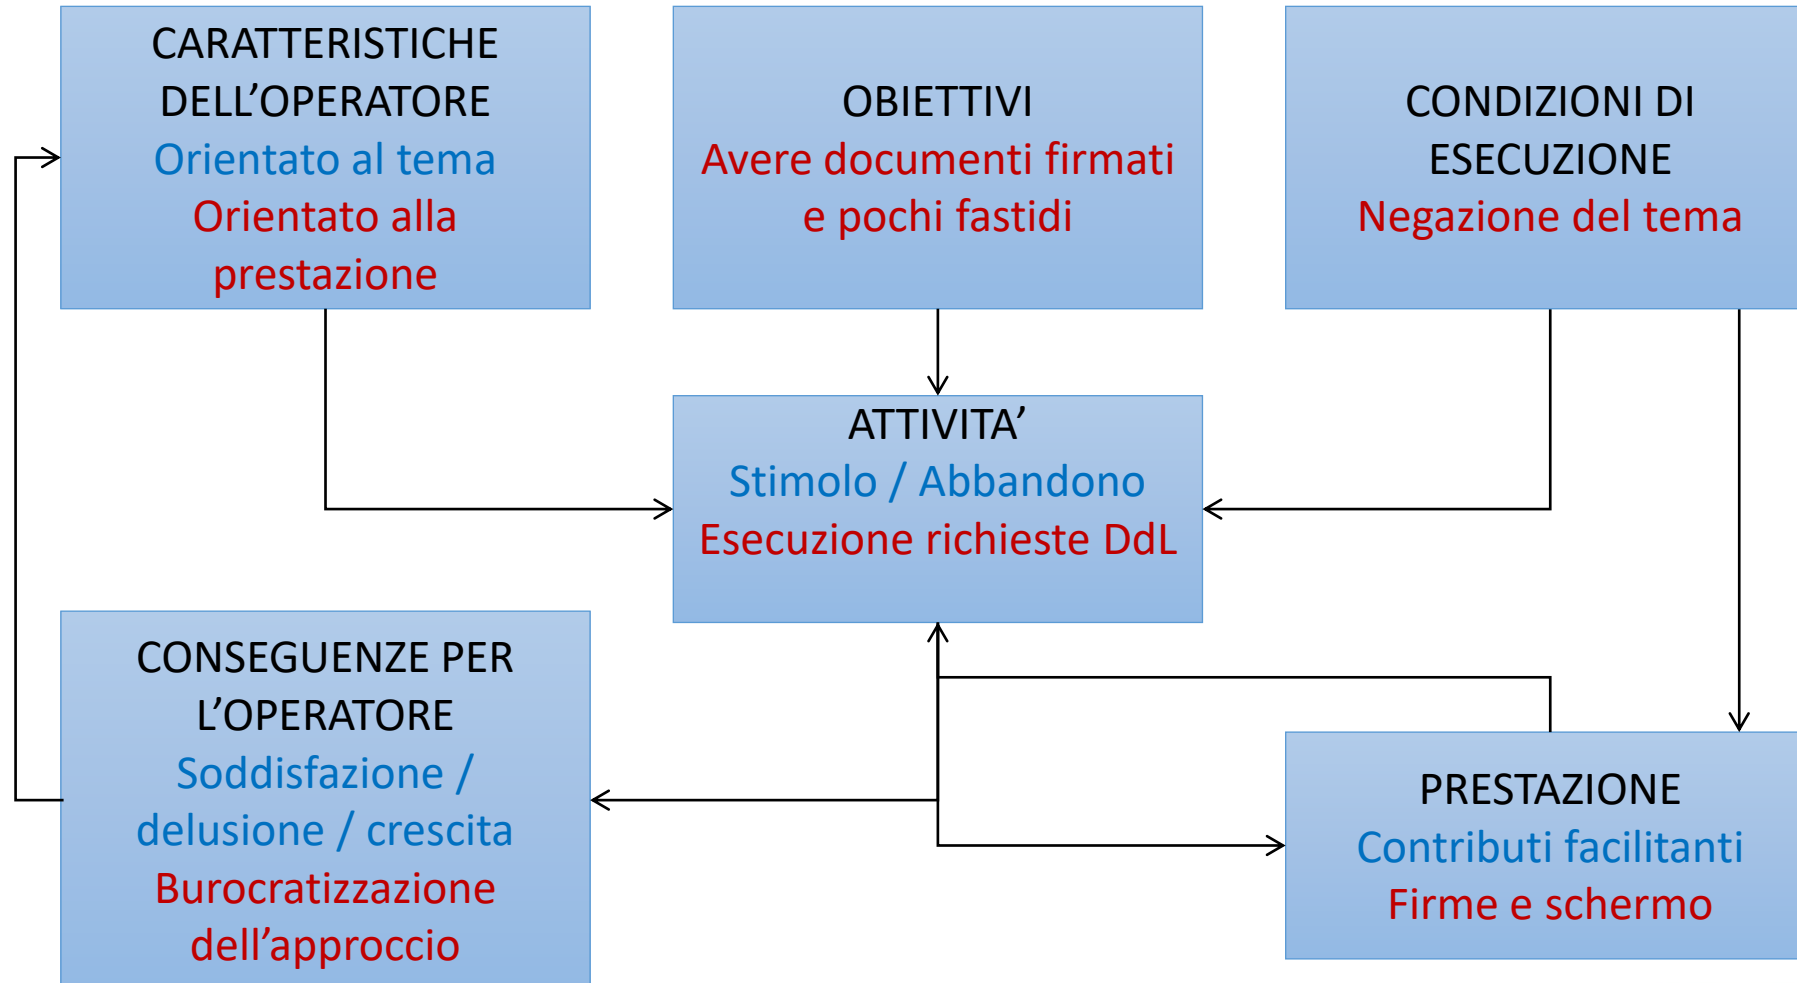 CARATTERISTICHE
DELL’OPERATORE
Orientato al tema
Orientato alla
prestazione
OBIETTIVI
Avere documenti firmati
e pochi fastidi
CONDIZIONI DI
ESECUZIONE
Negazione del tema
ATTIVITA’
Stimolo / Abbandono
Esecuzione richieste DdL
CONSEGUENZE PER
L’OPERATORE
Soddisfazione /
delusione / crescita
Burocratizzazione
dell’approccio
PRESTAZIONE
Contributi facilitanti
Firme e schermo